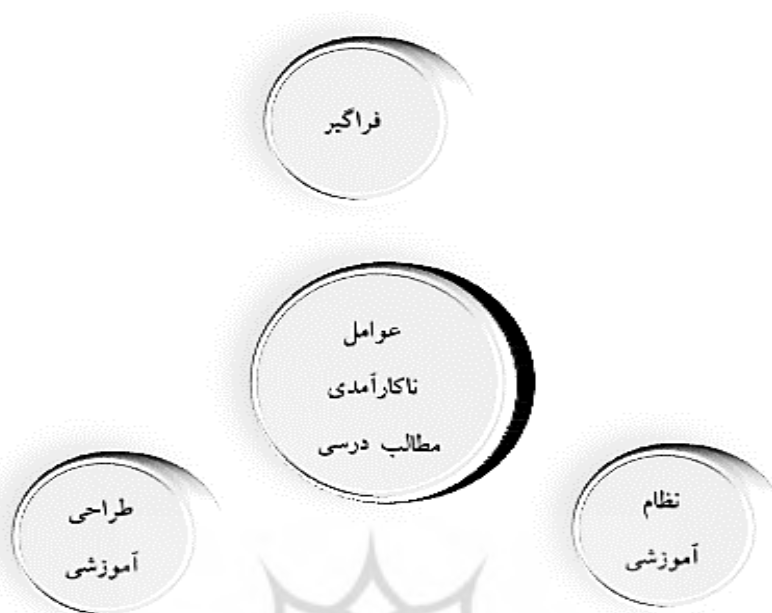 فراگیر
عوامل
ناکارآمدی
مطالب درسی
نظام
آموزشی
طراحی
آموزشی